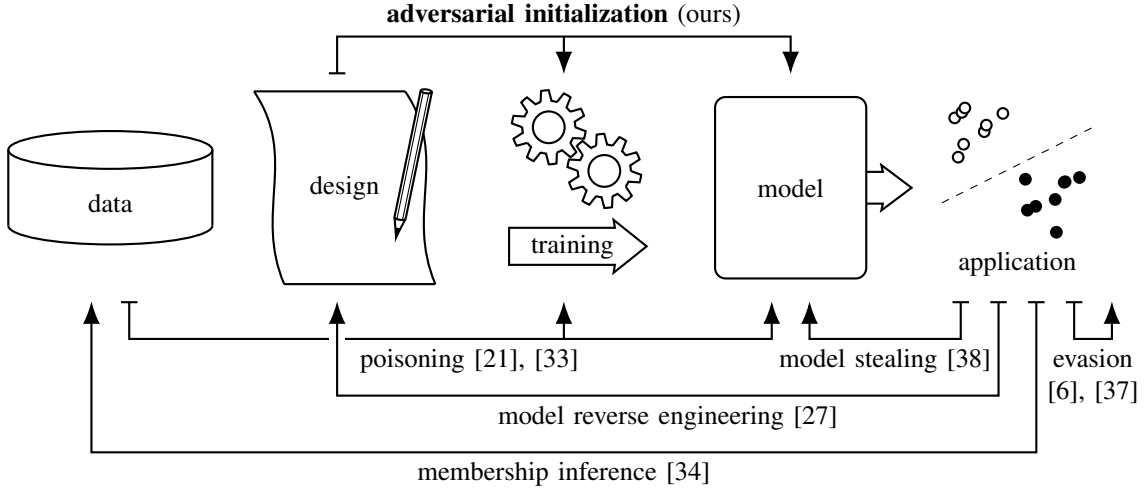 adversarial initialization (ours)
data
design
training
model
application
poisoning [21], [33]
model stealing [38]
evasion
[6], [37]
model reverse engineering [27]
membership inference [34]